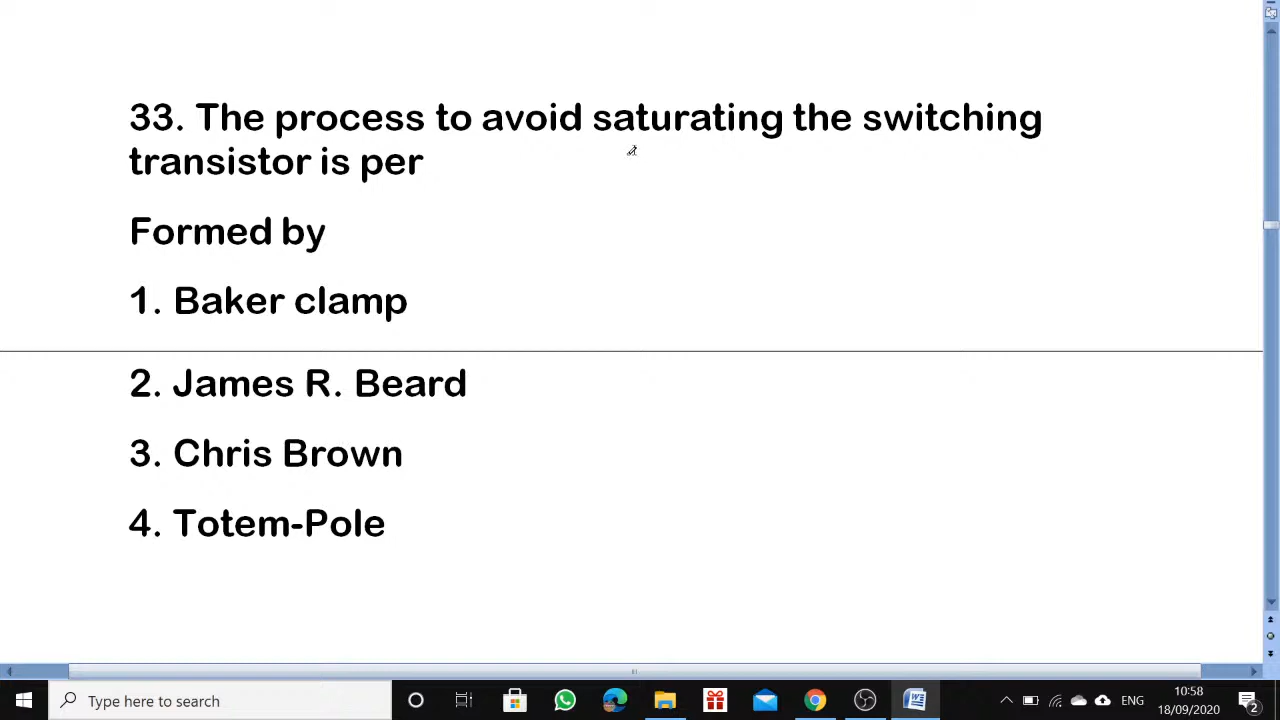 33. The process to avoid saturating the switching
transistor is per
Formed by
1. Baker clamp
2. James R. Beard
3. Chris Brown
4. Totem-Pole
Type here to search
ENG
10:58
18/09/2020
2